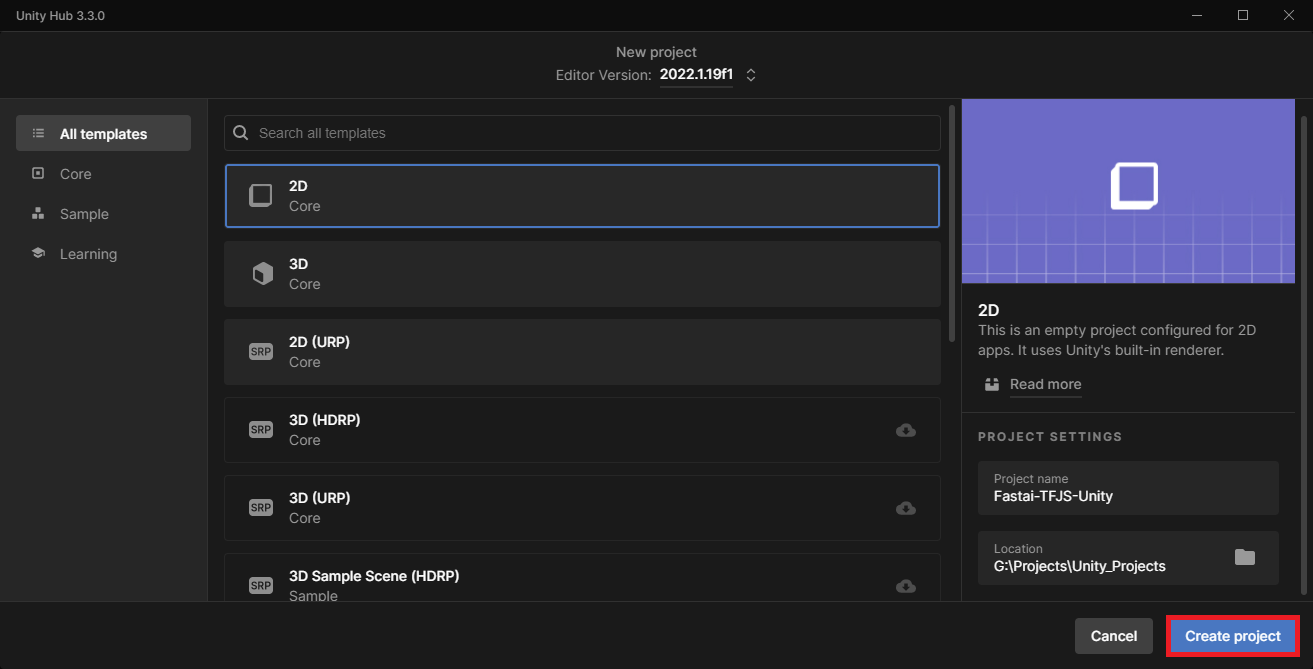 Unity Hub 3.3.0
New project
Editor Version: 2022.1.19f1
All templates
Core
Sample
Learning
Search all templates
2D
Core
3D
Core
SRP
2D (URP)
Core
SRP
3D (HDRP)
Core
SRP
3D (URP)
Core
SRP
3D Sample Scene (HDRP)
Sample
2D
This is an empty project configured for 2D
apps. It uses Unity's built-in renderer.
Read more
PROJECT SETTINGS
Project name
Fastai-TFJS-Unity
Location
G:\Projects\Unity_Projects
Cancel
Create project